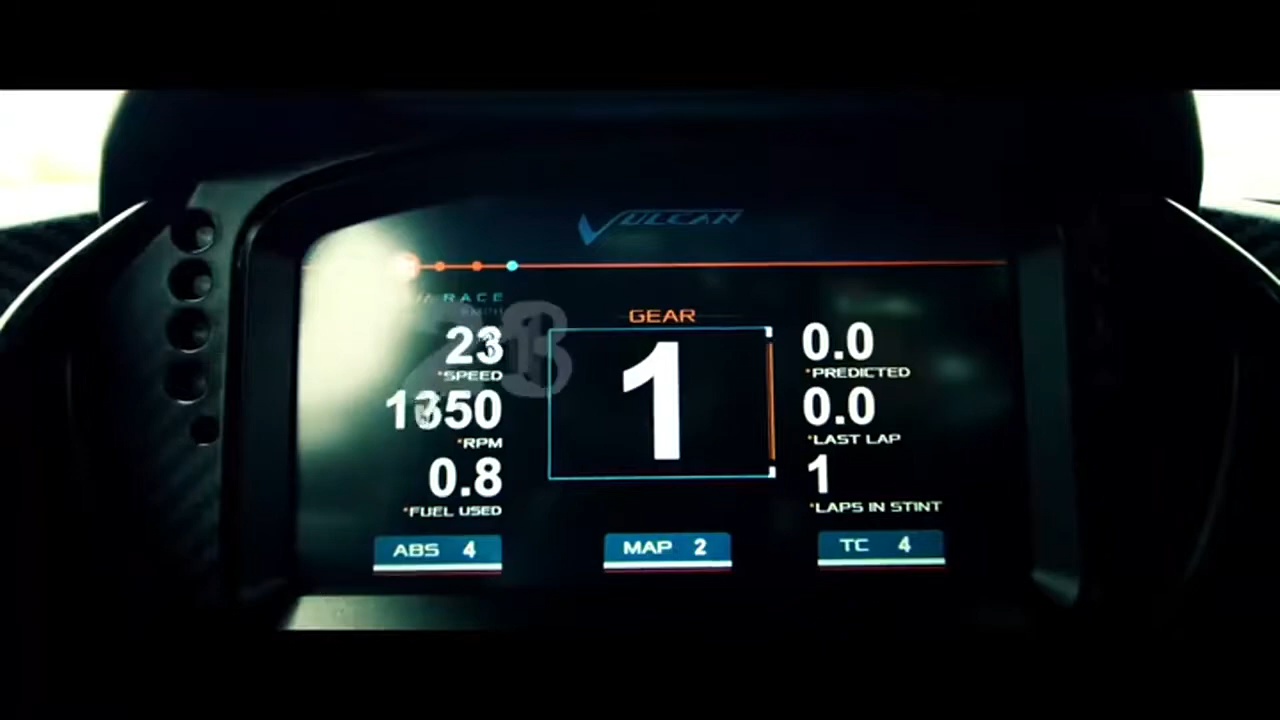 VULCAN
RACE
GEAR
23
*SPEED
1350
*RPM
0.8
*FUEL USED
1
0.0
*PREDICTED
0.0
*LAST LAP
1
*LAPS IN STINT
ABS 4
MAP 2
TC 4